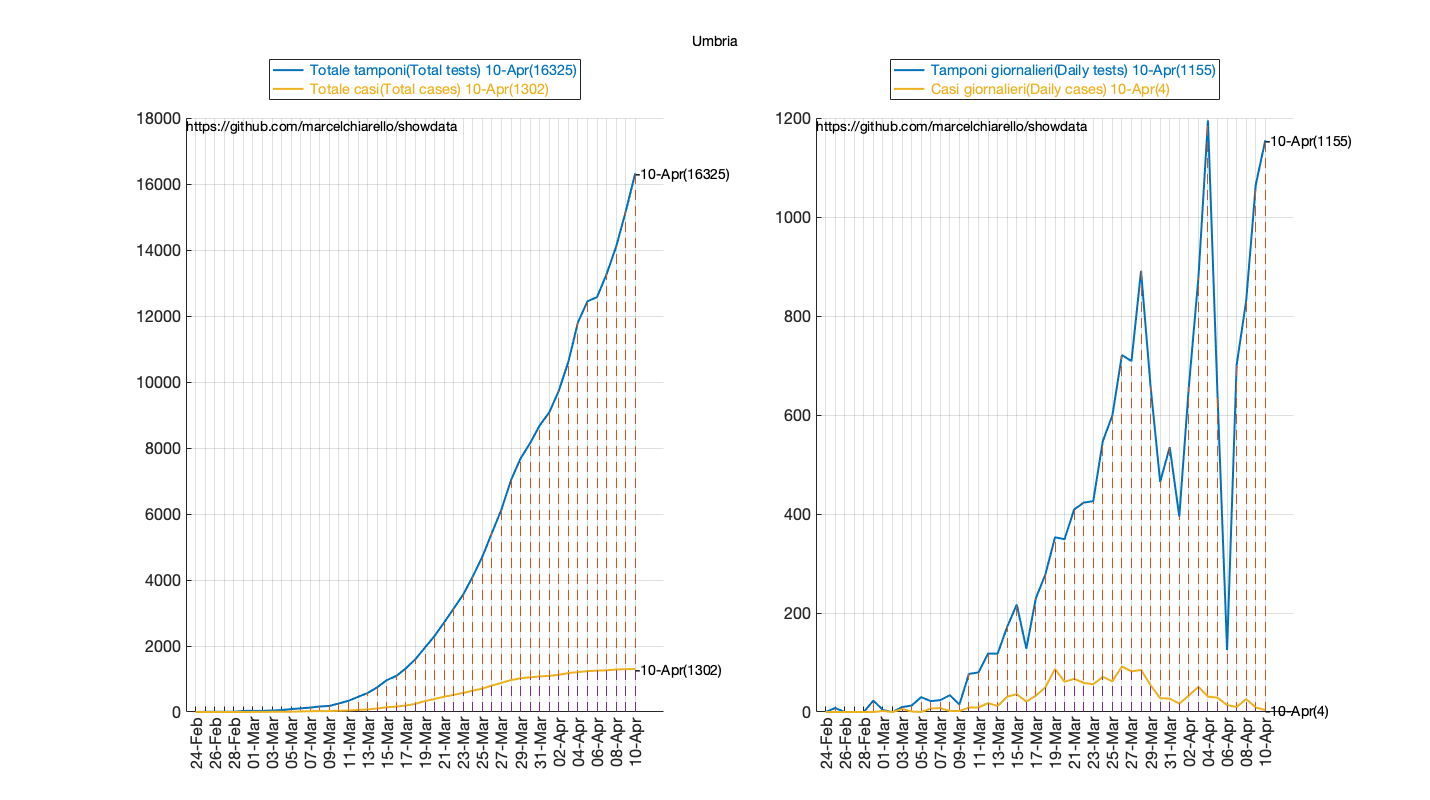 Umbria
Totale tamponi(Total tests) 10-Apr(16325)
Totale casi(Total cases) 10-Apr(1302)
https://github.com/marcelchiarello/showdata
18000
16000
14000
12000
10000
8000
6000
4000
2000
0
10-Apr(16325)
10-Apr(1302)
24-Feb
26-Feb
28-Feb
01-Mar
03-Mar
05-Mar
07-Mar
09-Mar
11-Mar
13-Mar
15-Mar
17-Mar
19-Mar
21-Mar
23-Mar
25-Mar
27-Mar
29-Mar
31-Mar
02-Apr
04-Apr
06-Apr
08-Apr
10-Apr
Tamponi giornalieri(Daily tests) 10-Apr(1155)
Casi giornalieri(Daily cases) 10-Apr(4)
https://github.com/marcelchiarello/showdata
1200
1000
800
600
400
200
0
10-Apr(1155)
10-Apr(4)
24-Feb
26-Feb
28-Feb
01-Mar
03-Mar
05-Mar
07-Mar
09-Mar
11-Mar
13-Mar
15-Mar
17-Mar
19-Mar
21-Mar
23-Mar
25-Mar
27-Mar
29-Mar
31-Mar
02-Apr
04-Apr
06-Apr
08-Apr
10-Apr